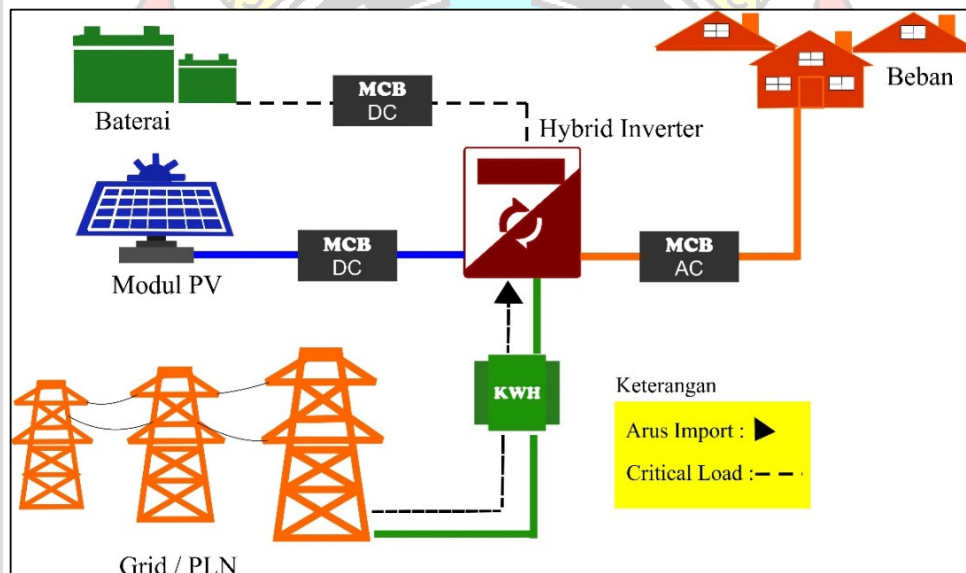 Baterai
MCB
DC
Hybrid Inverter
Beban
Modul PV
MCB
DC
MCB
AC
KWH
Keterangan
Arus Import :
Critical Load :
Grid / PLN